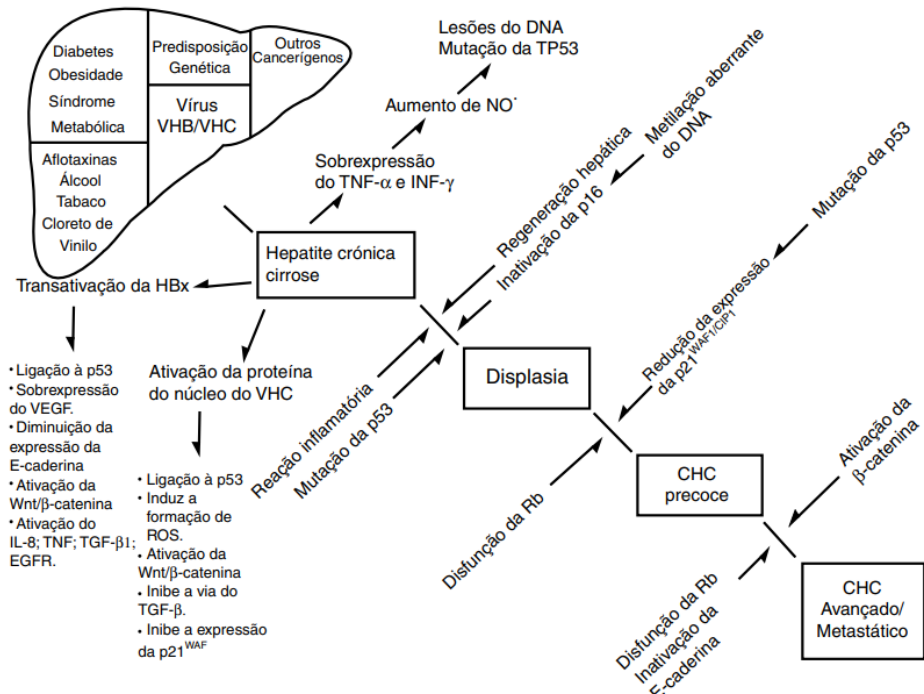 Diabetes
Obesidade
Síndrome
Metabólica
Predisposição
Genética
Outros
Cancerígenos
Vírus
VHB/VHC
Aflotaxinas
Álcool
Tabaco
Cloreto de
Vinilo
Lesões do DNA
Mutação da TP53
Aumento de NO·
Sobrexpressão
do TNF-α e INF-γ
Hepatite crónica
cirrose
Transativação da HBx
• Ligação à p53
• Sobrexpressão
do VEGF.
• Diminuição da
expressão da
E-caderina
• Ativação da
Wnt/β-catenina
• Ativação do
IL-8; TNF; TGF-β1;
EGFR.
Ativação da proteína
do núcleo do VHC
• Ligação à p53
• Induz a
formação de
ROS.
• Ativação da
Wnt/β-catenina
• Inibe a via do
TGF-β.
• Inibe a expressão
da p21WAF
Regeneração hepática
Inativação da p16
Metilação aberrante
do DNA
Reação inflamatória
Mutação da p53
Displasia
Mutação da p53
Redução da expressão
da p21WAF1/CIP1
Disfunção da Rb
CHC
precoce
Ativação da
β-catenina
Disfunção da Rb
Inativação da
E-caderina
CHC
Avançado/
Metastático